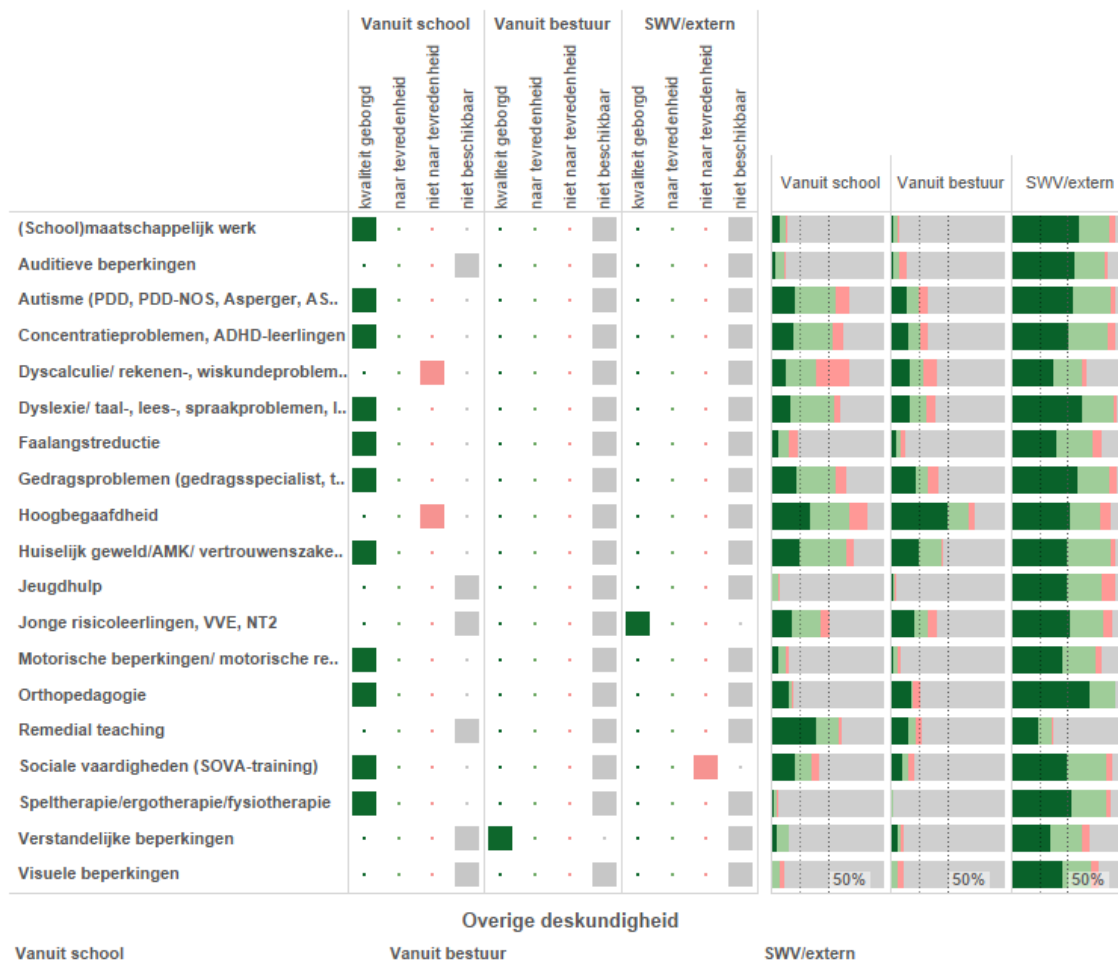 Vanuit school Vanuit bestuur SWV/extern
kwaliteit geborgd naar tevredenheid niet naar tevredenheid niet beschikbaar kwaliteit geborgd naar tevredenheid niet naar tevredenheid niet beschikbaar kwaliteit geborgd naar tevredenheid niet naar tevredenheid niet beschikbaar
Vanuit school Vanuit bestuur SWV/extern
(School)maatschappelijk werk
Auditieve beperkingen
Autisme (PDD, PDD-NOS, Asperger, AS..
Concentratieproblemen, ADHD-leerlingen
Dyscalculie/ rekenen-, wiskundeproblem..
Dyslexie/ taal-, lees-, spraakproblemen, l..
Faalangstreductie
Gedragsproblemen (gedragsspecialist, t..
Hoogbegaafdheid
Huiselijk geweld/AMK/ vertrouwenszake..
Jeugdhulp
Jonge risicoleerlingen, VVE, NT2
Motorische beperkingen/ motorische re..
Orthopedagogie
Remedial teaching
Sociale vaardigheden (SOVA-training)
Speltherapie/ergotherapie/fysiotherapie
Verstandelijke beperkingen
Visuele beperkingen 50% 50% 50%
Overige deskundigheid
Vanuit school Vanuit bestuur SWV/extern